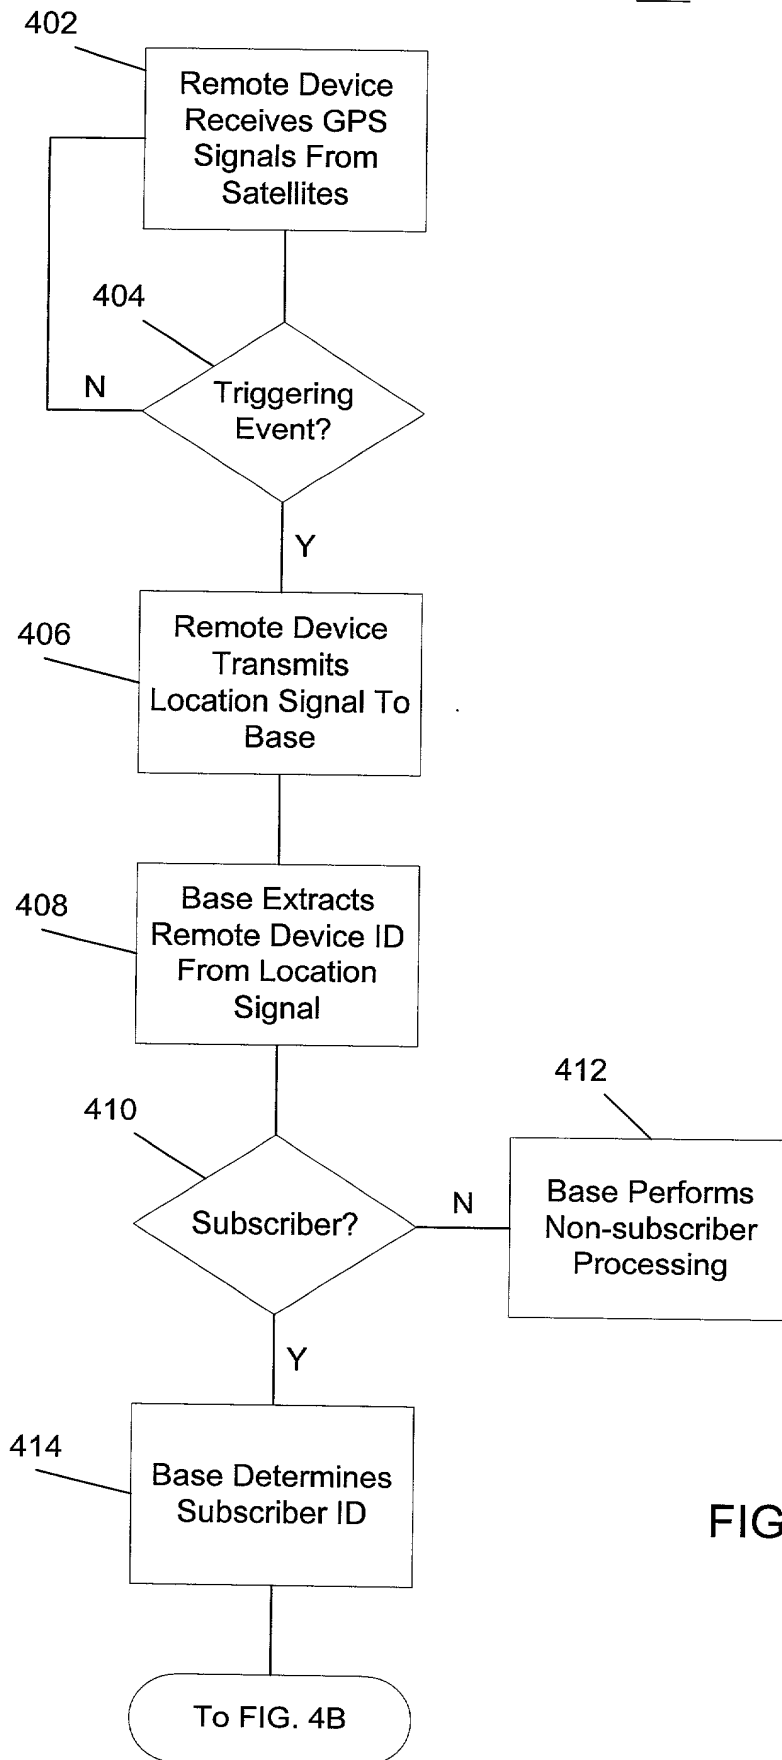 402
Remote Device
Receives GPS
Signals From
Satellites
404
N
Triggering
Event?
Y
406
Remote Device
Transmits
Location Signal To
Base
408
Base Extracts
Remote Device ID
From Location
Signal
412
410
Subscriber?
N
Base Performs
Non-subscriber
Processing
Y
414
Base Determines
Subscriber ID
FIG
To FIG. 4B